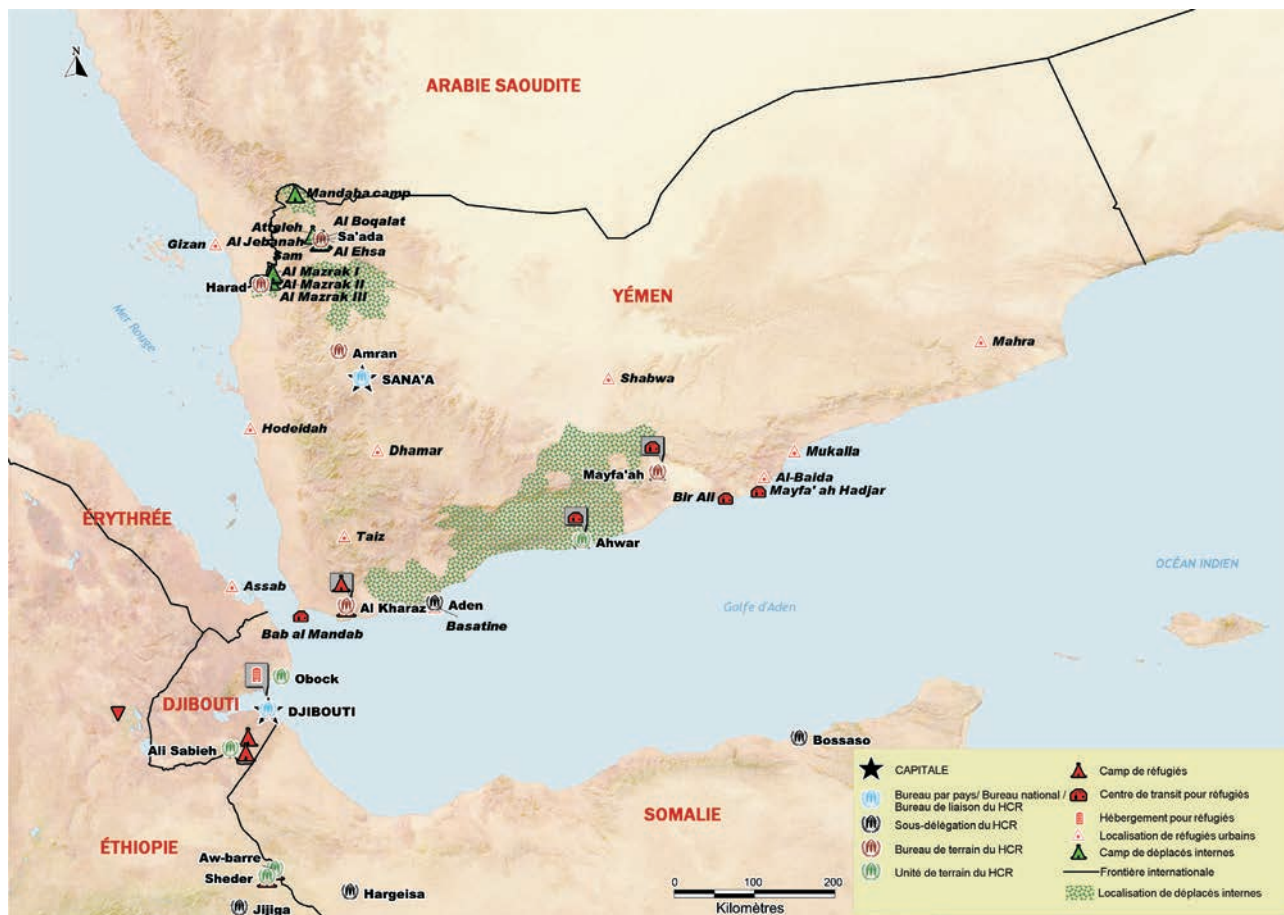 N
ARABIE SAOUDITE
Mandaba camp
Attaleh
Al Boqalat
Sa'ada
Gizan
Al Jebanah
Al Ehsa
Sam
Al Mazrak I
Harad
Al Mazrak II
Al Mazrak III
YÉMEN
Mer Rouge
Mahra
Amran
SANA'A
Shabwa
Hodeidah
Dhamar
Mukalla
Mayfa'ah
Al-Baida
Mayfa' ah Hadjar
Bir Ali
ÉRYTHRÉE
Taiz
Ahwar
OCÉAN INDIEN
Assab
Al Kharaz
Aden
Golfe d'Aden
Basatine
Bab al Mandab
Obock
DJIBOUTI
DJIBOUTI
Ali Sabieh
Bossaso
SOMALIE
ÉTHIOPIE
Aw-barre
Sheder
Hargeisa
Jijiga
0 100 200
Kilomètres
CAPITALE
Bureau par pays/ Bureau national /
Bureau de liaison du HCR
Sous-délégation du HCR
Bureau de terrain du HCR
Unité de terrain du HCR
Camp de réfugiés
Centre de transit pour réfugiés
Hébergement pour réfugiés
Localisation de réfugiés urbains
Camp de déplacés internes
Frontière internationale
Localisation de déplacés internes